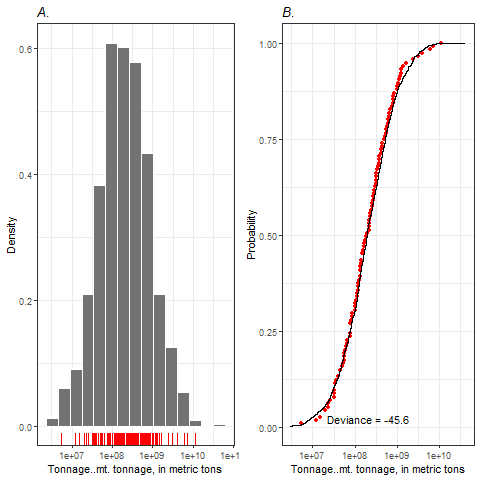 A.
0.6
0.4
0.2
0.0
Density
1e+07 1e+08 1e+09 1e+10 1e+1
Tonnage..mt. tonnage, in metric tons
B.
1.00
0.75
0.50
0.25
0.00
Probability
Deviance = -45.6
1e+07 1e+08 1e+09 1e+10
Tonnage..mt. tonnage, in metric tons